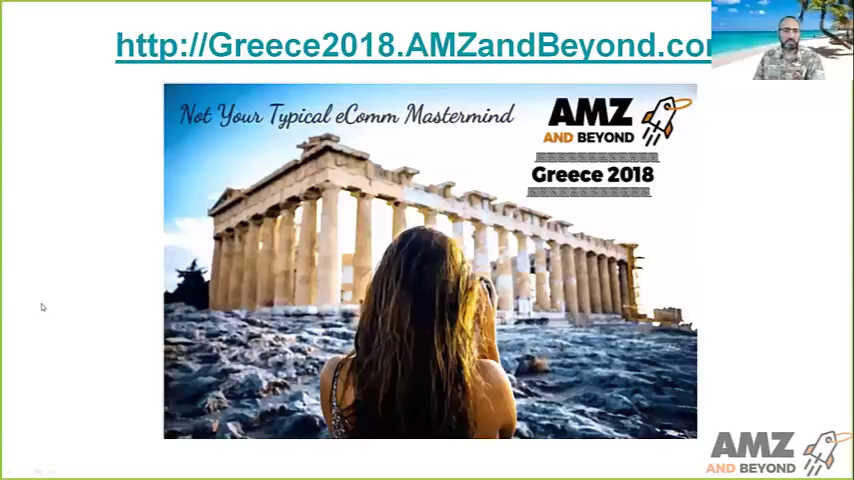 http://Greece2018.AMZandBeyond.co
Not Your Typical eComm Mastermind
AMZ
AND BEYOND
Greece 2018
AMZ
AND BEYOND